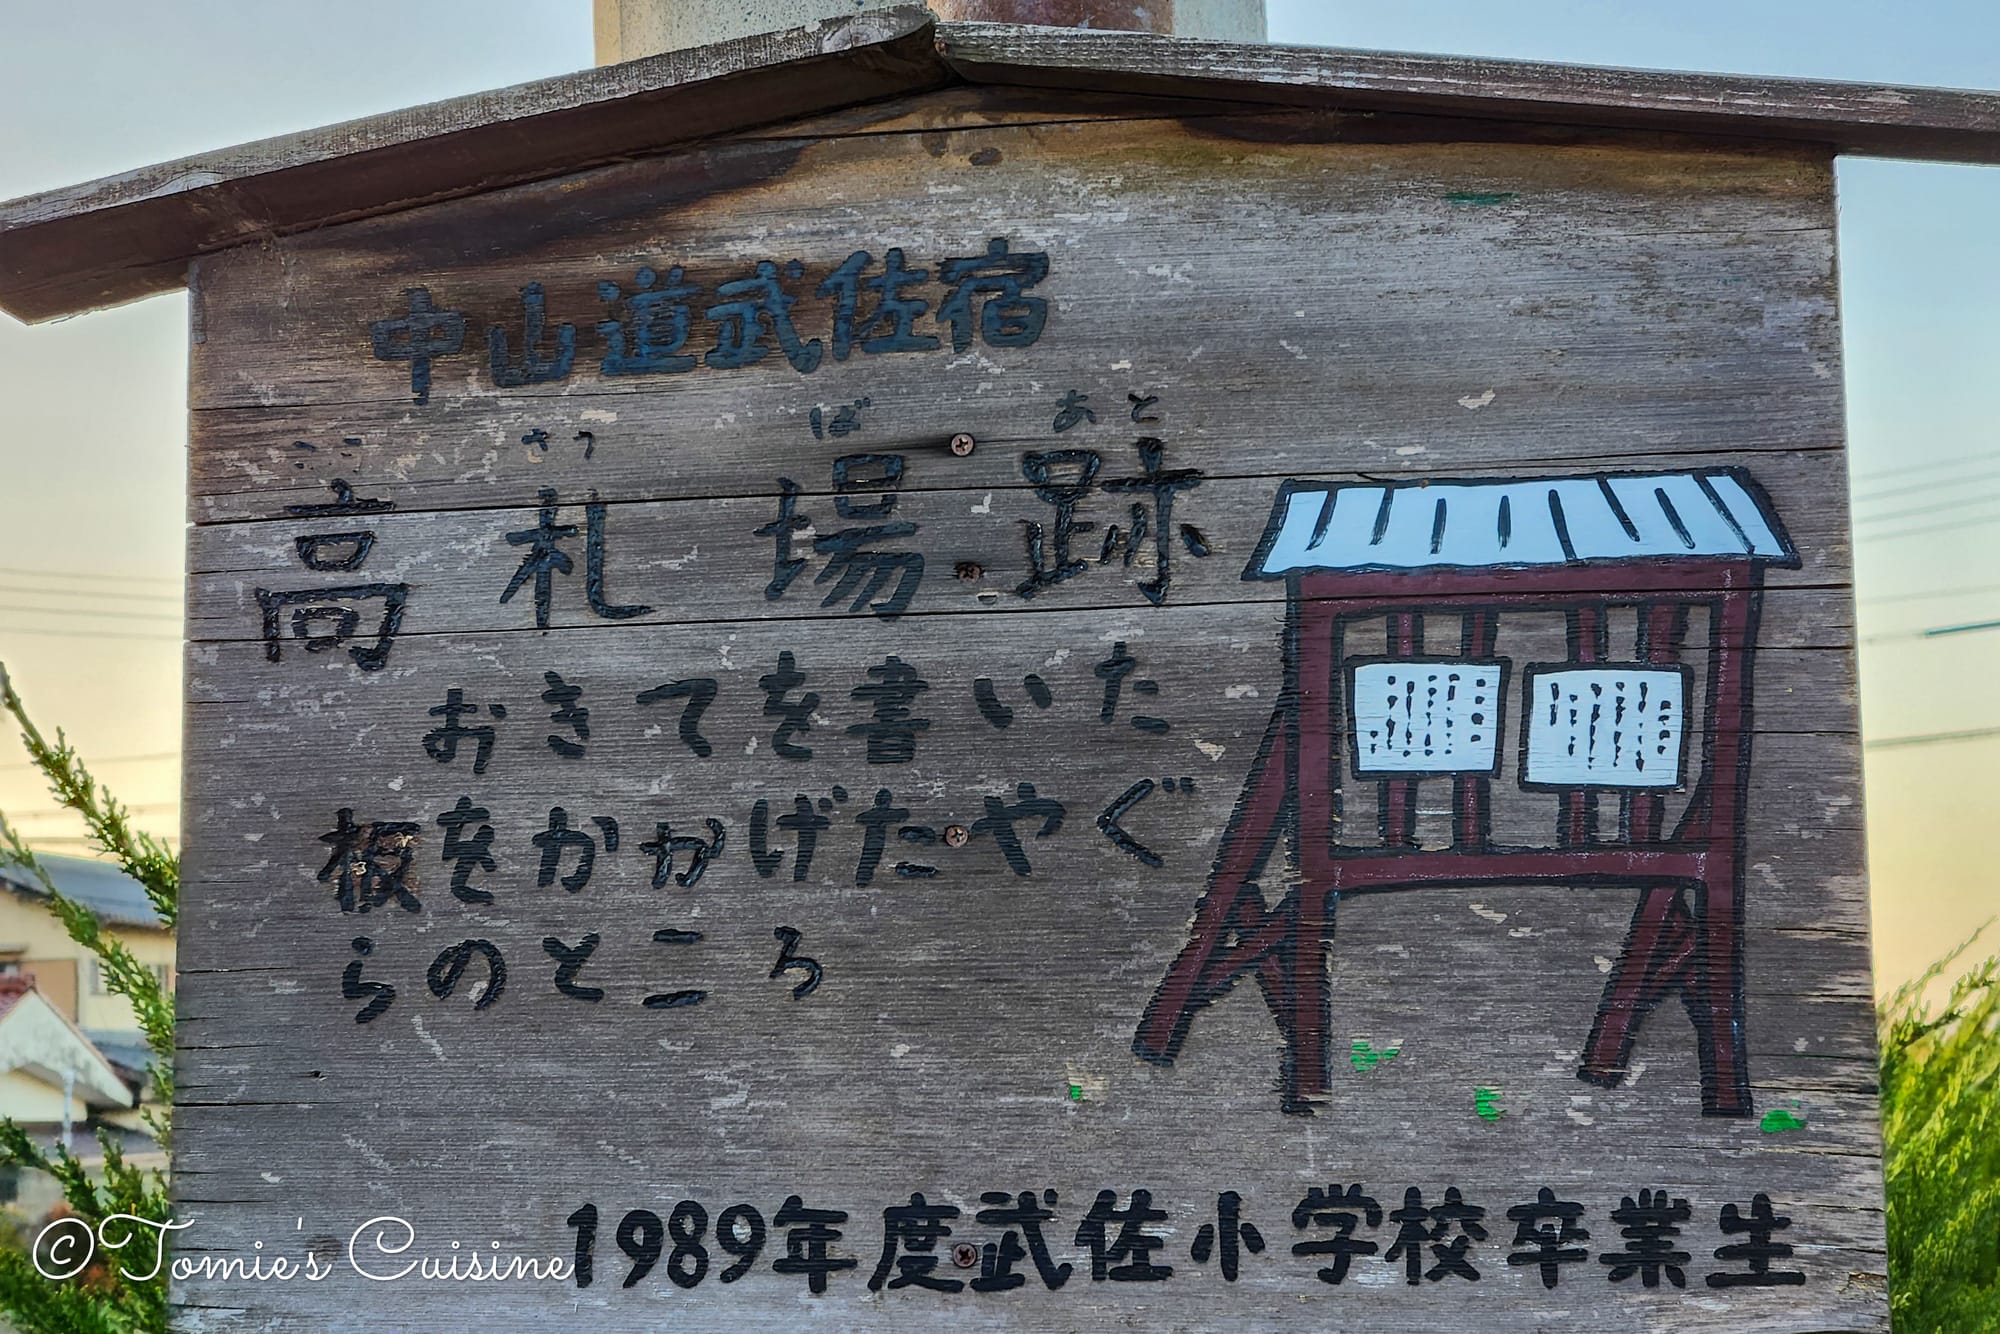 中山道武佐宿
こう さつ ば あと
高札場跡
おきてを書いた
板をかかげたやぐ
らのところ
1989年度武佐小学校卒業生
©Tomie's Cuisine